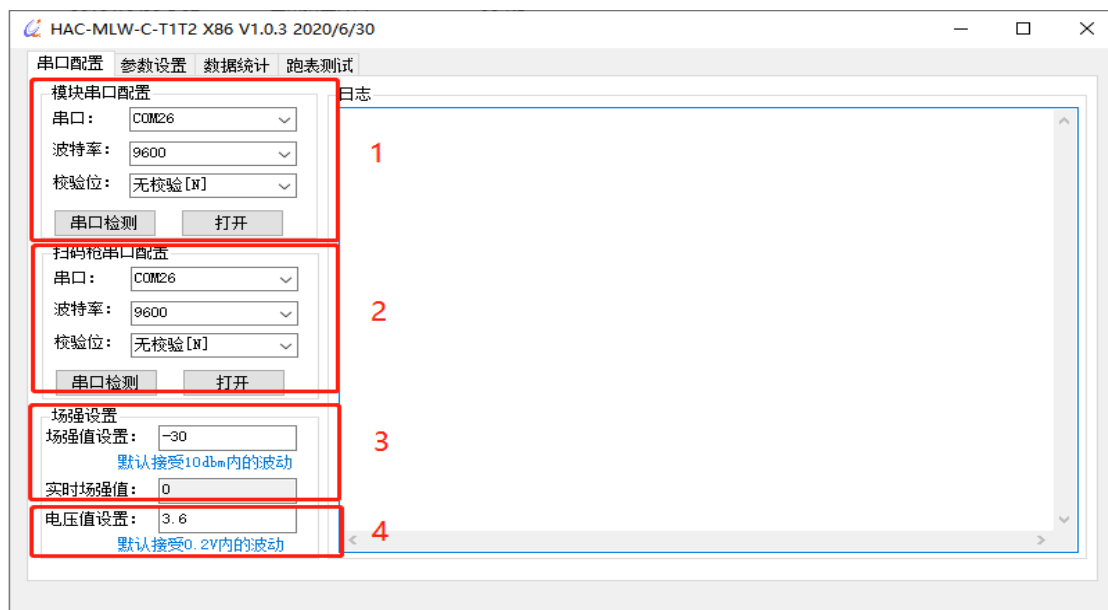 HAC-MLW-C-T1T2 X86 V1.0.3 2020/6/30
串口配置 参数设置 数据统计 跑表测试
模块串口配置
串口: COM26
波特率: 9600
校验位: 无校验[N]
串口检测 打开
1
扫码枪串口配置
串口: COM26
波特率: 9600
校验位: 无校验[N]
串口检测 打开
2
场强设置
场强值设置: -30
默认接受10dbm内的波动
实时场强值: 0
3
电压值设置: 3.6
默认接受0.2V内的波动
4
日志